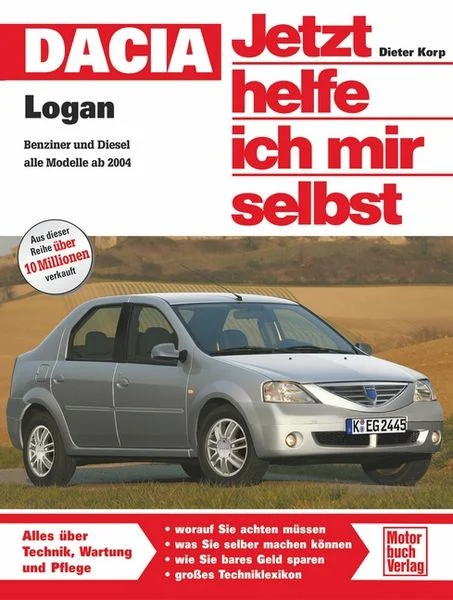 DACIA
Logan
Benziner und Diesel
alle Modelle ab 2004
Jetzt
helfe
ich mir
selbst
Dieter Korp
Aus dieser
Reihe über
10 Millionen
verkauft
K EG2445
Alles über
Technik, Wartung
und Pflege
• worauf Sie achten müssen
• was Sie selber machen können
• wie Sie bares Geld sparen
• großes Techniklexikon
Motor
buch
Verlag